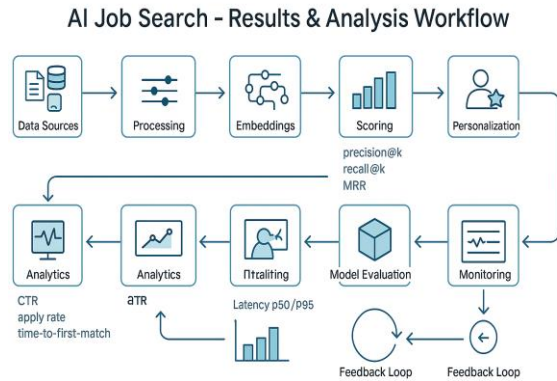 AI Job Search - Results & Analysis Workflow
Data Sources
Processing
Embeddings
Scoring
Personalization
precision@k
recall@k
MRR
Analytics
Analytics
Model Evaluation
Monitoring
CTR
apply rate
time-to-first-match
Latency p50/p95
Feedback Loop
Feedback Loop